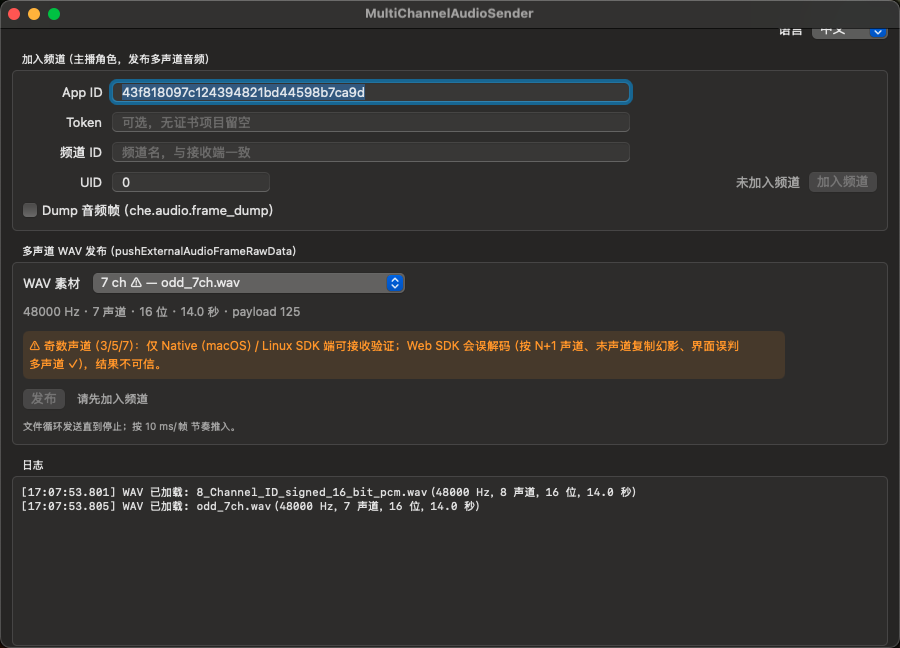 MultiChannelAudioSender
语言 中文
加入频道 (主播角色，发布多声道音频)
App ID 43f818097c124394821bd44598b7ca9d
Token 可选，无证书项目留空
频道 ID 频道名，与接收端一致
UID 0 未加入频道 加入频道
Dump 音频帧 (che.audio.frame_dump)
多声道 WAV 发布 (pushExternalAudioFrameRawData)
WAV 素材 7 ch ⚠ — odd_7ch.wav
48000 Hz · 7 声道 · 16 位 · 14.0 秒 · payload 125
⚠ 奇数声道 (3/5/7)：仅 Native (macOS) / Linux SDK 端可接收验证；Web SDK 会误解码 (按 N+1 声道、末声道复制幻影、界面误判
多声道 ✓)，结果不可信。
发布 请先加入频道
文件循环发送直到停止；按 10 ms/帧 节奏推入。
日志
[17:07:53.801] WAV 已加载: 8_Channel_ID_signed_16_bit_pcm.wav (48000 Hz, 8 声道, 16 位, 14.0 秒)
[17:07:53.805] WAV 已加载: odd_7ch.wav (48000 Hz, 7 声道, 16 位, 14.0 秒)